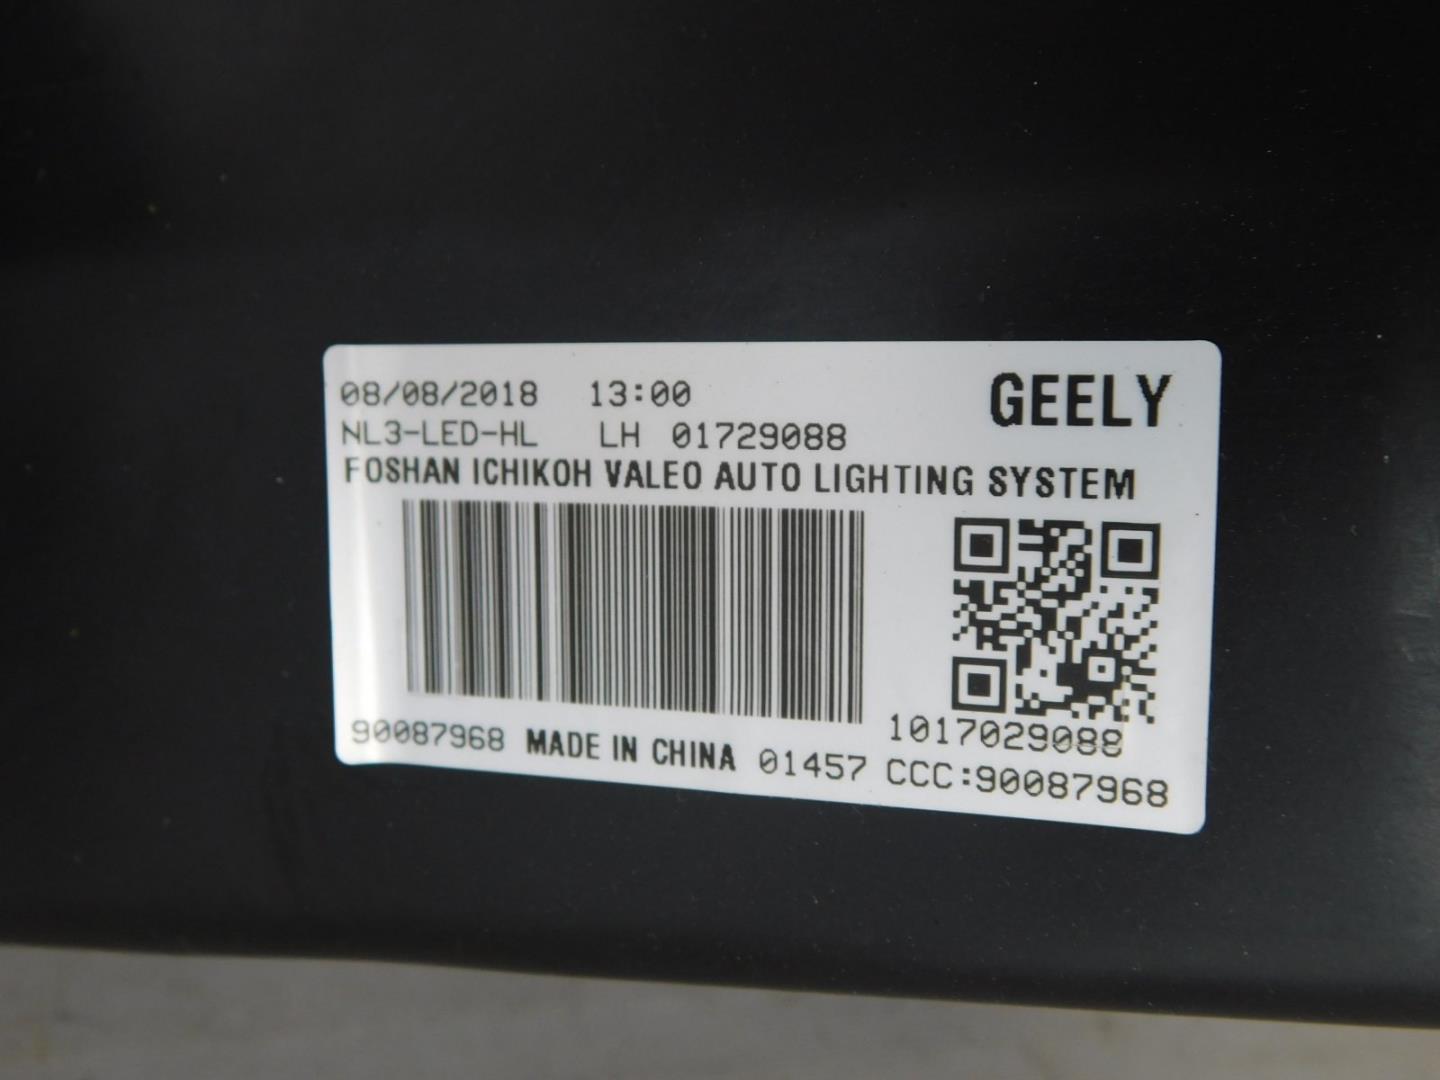 08/08/2018 13:00 GEELY
NL3-LED-HL LH 01729088
FOSHAN ICHIKOH VALEO AUTO LIGHTING SYSTEM
1017029088
90087968 MADE IN CHINA 01457 CCC:90087968